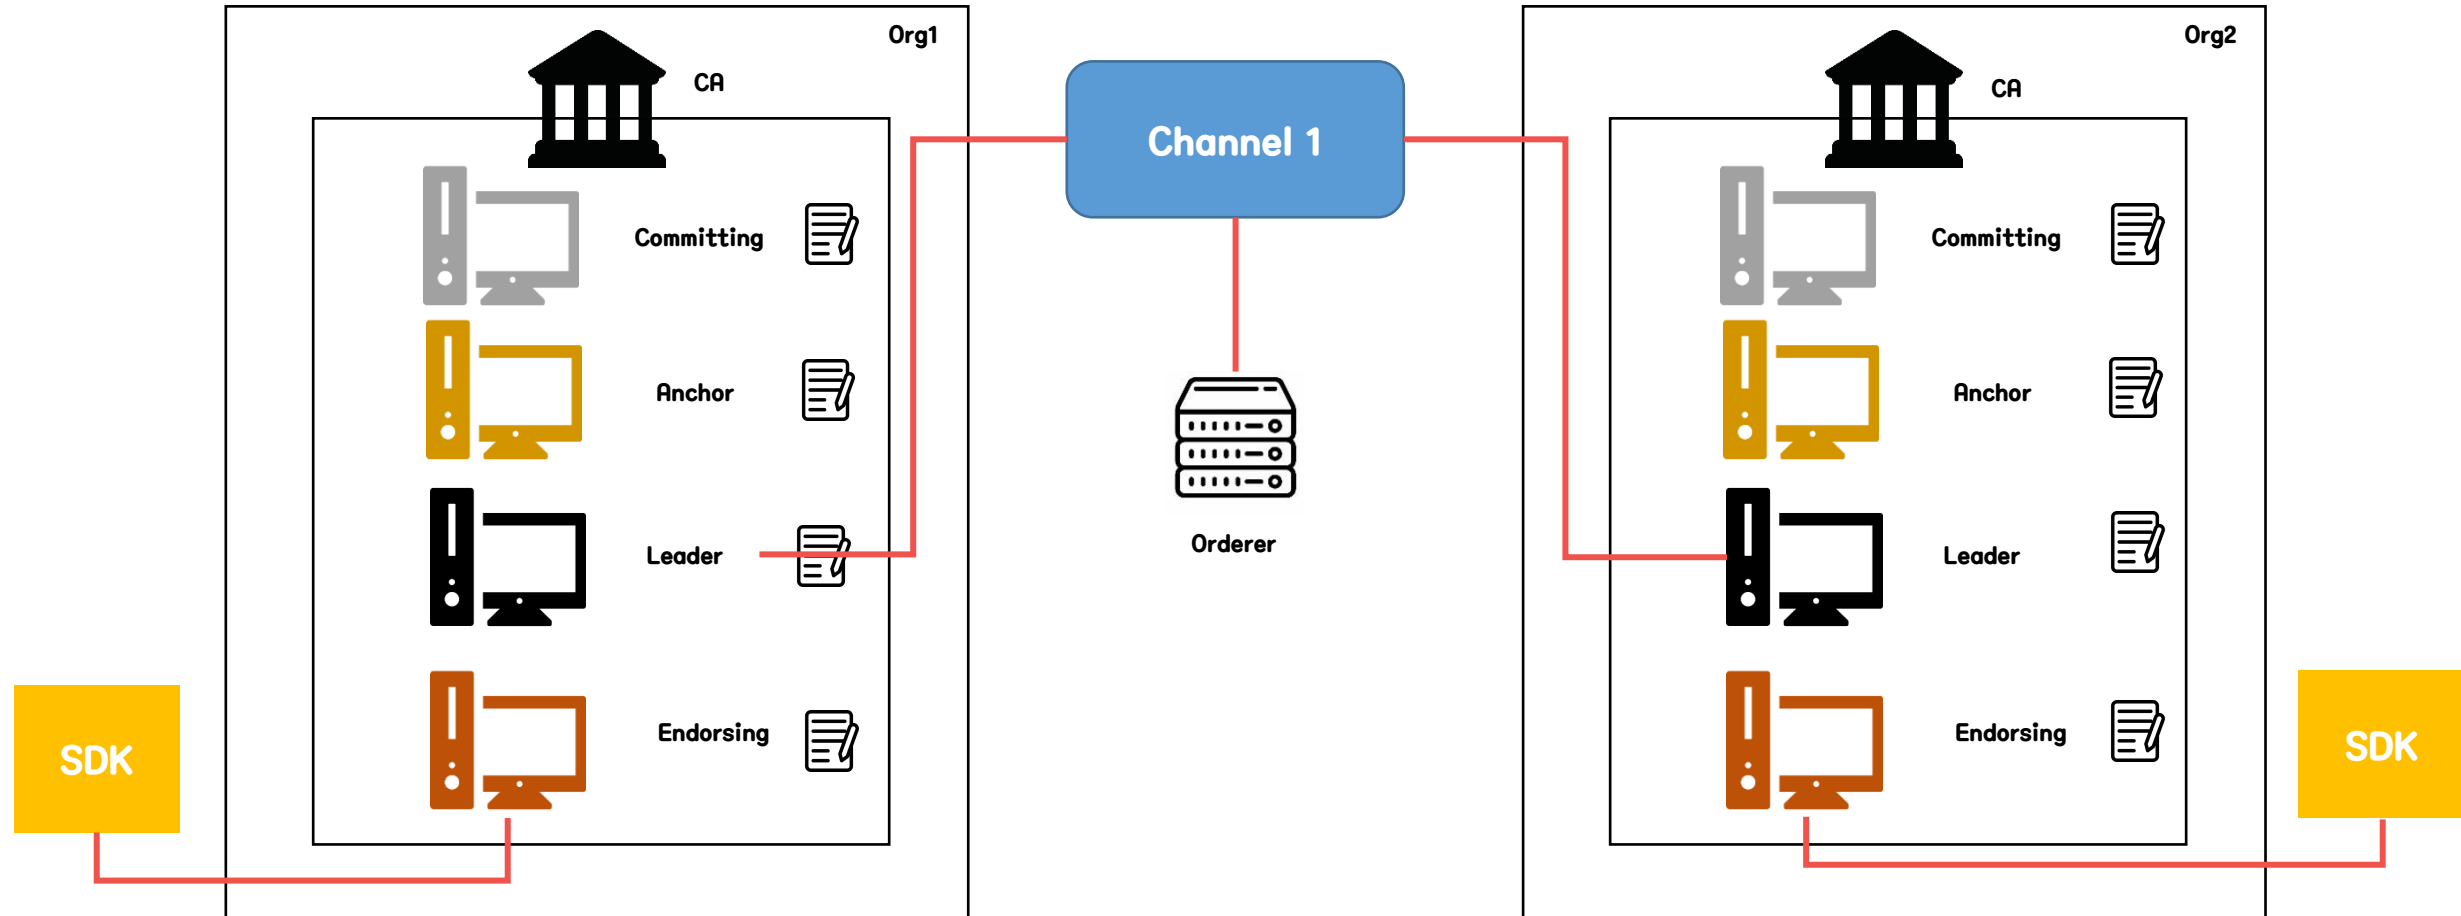 Org1
CA
Committing
Anchor
Leader
Endorsing
SDK
Channel 1
Orderer
Org2
CA
Committing
Anchor
Leader
Endorsing
SDK